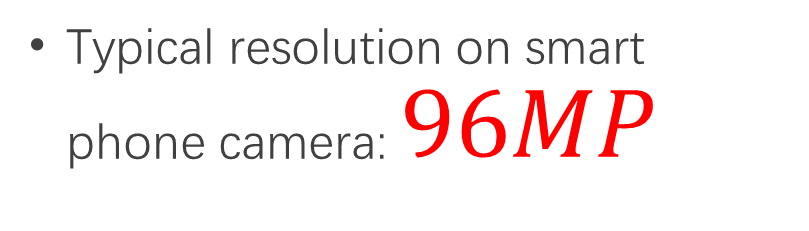 • Typical resolution on smart
phone camera: 96MP